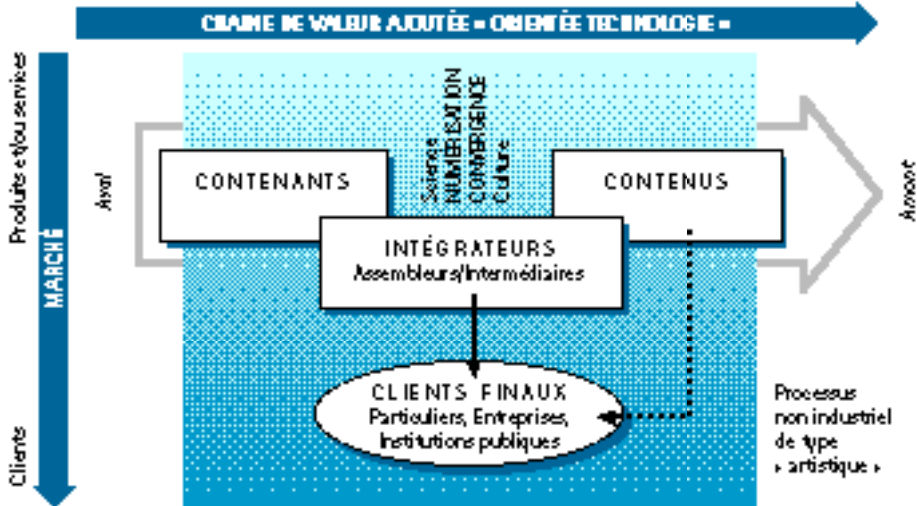 CHAINE DE VALEUR AJOUTÉE « ORIENTÉE TECHNOLOGIE »
Produits et/ou services
MARCHÉ
Clients
Aval
Amont
Science
NUMÉRISATION
CONVERGENCE
Culture
CONTENANTS
CONTENUS
INTÉGRATEURS
Assembleurs/Intermédiaires
CLIENTS FINAUX
Particuliers, Entreprises,
Institutions publiques
Processus
non industriel
de type
« artistique »